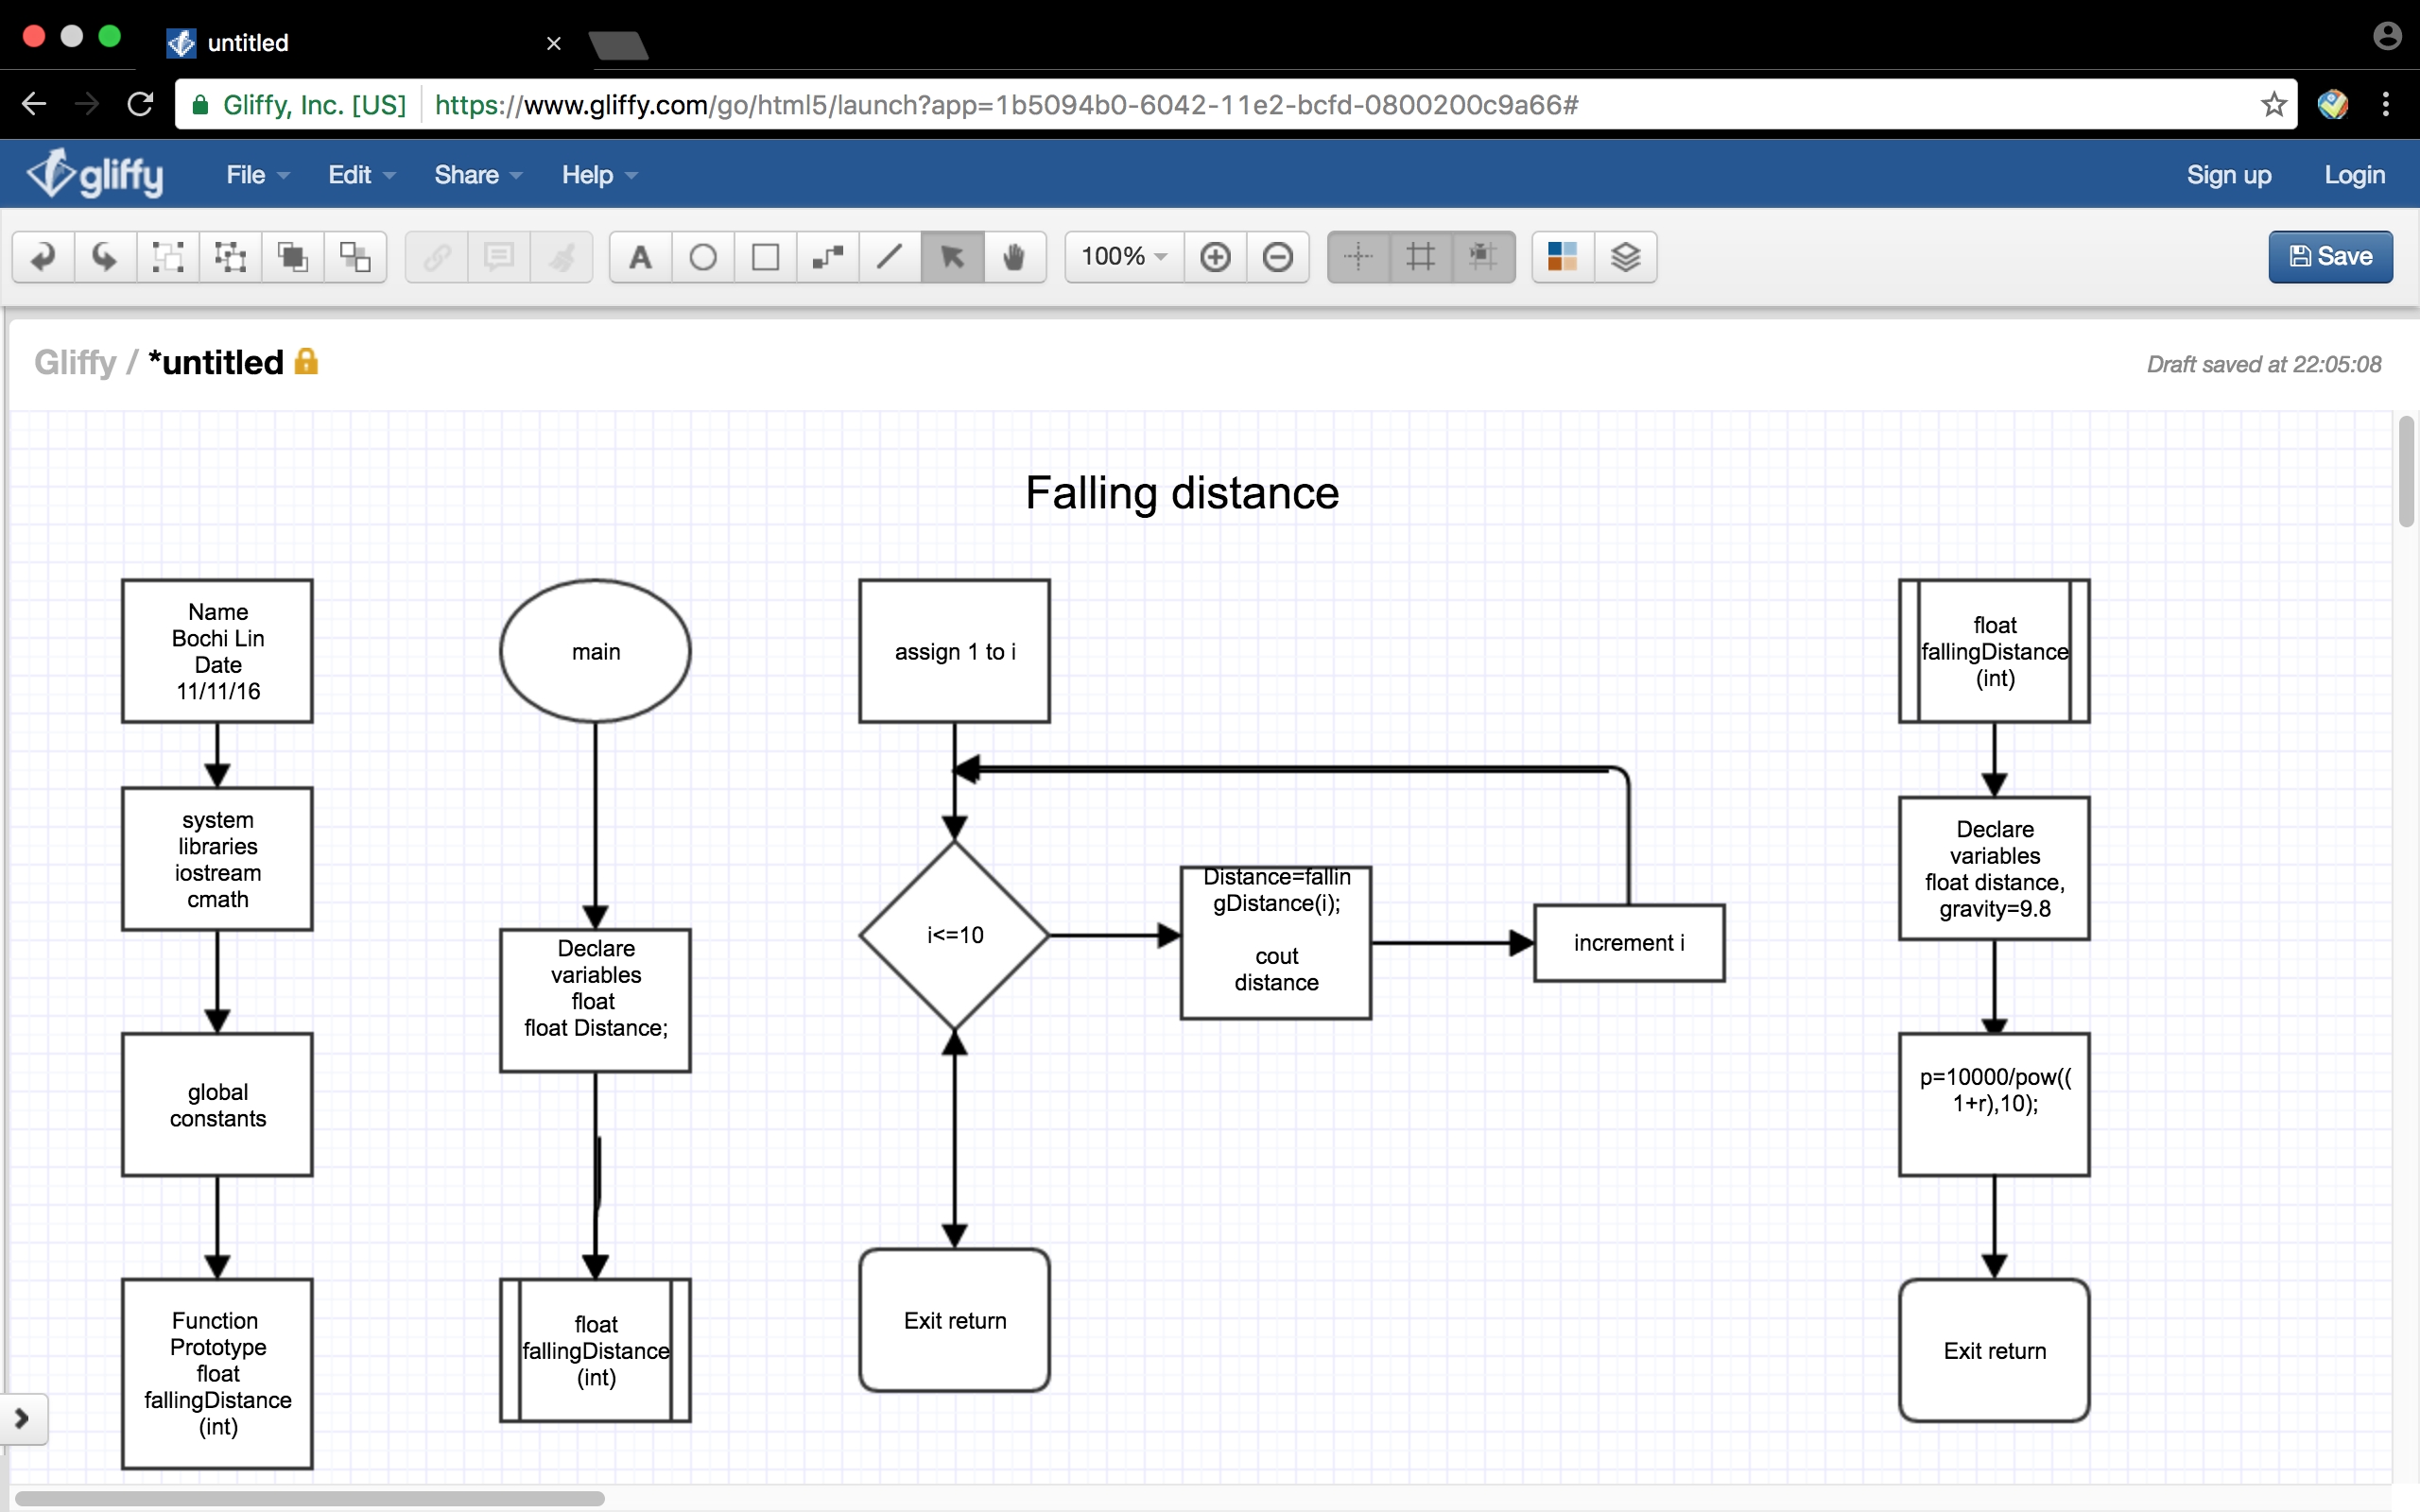 untitled
Gliffy, Inc. [US] https://www.gliffy.com/go/html5/launch?app=1b5094b0-6042-11e2-bcfd-0800200c9a66#
gliffy File Edit Share Help Sign up Login
A 100% Save
Gliffy / *untitled
Draft saved at 22:05:08
Falling distance
Name
Bochi Lin
Date
11/11/16
system
libraries
iostream
cmath
global
constants
Function
Prototype
float
fallingDistance
(int)
main
Declare
variables
float
float Distance;
float
fallingDistance
(int)
assign 1 to i
i<=10
Distance=fallin
gDistance(i);
cout
distance
increment i
Exit return
float
fallingDistance
(int)
Declare
variables
float distance,
gravity=9.8
p=10000/pow((
1+r),10);
Exit return